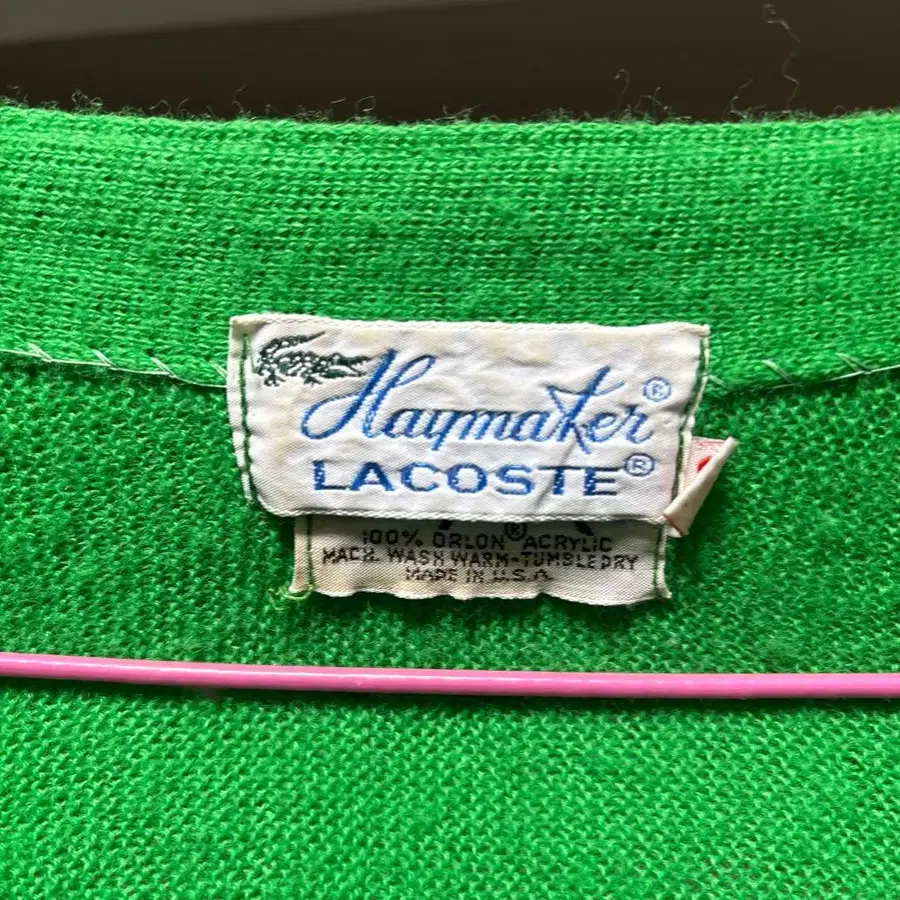 Haymaker®
LACOSTE®
®
100% ORLON ACRYLIC
MACH. WASH WARM-TUMBLE DRY
MADE IN U.S.A.